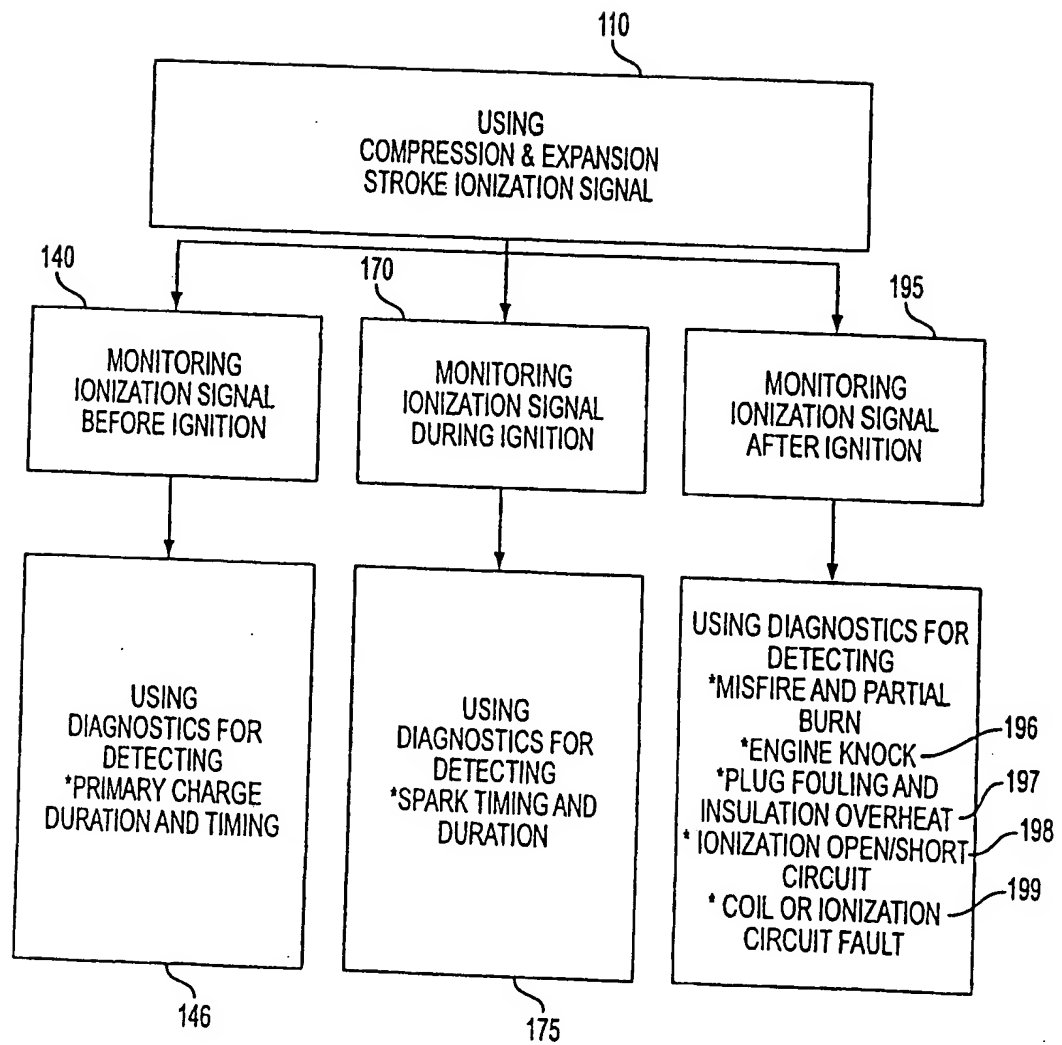 110
USING
COMPRESSION & EXPANSION
STROKE IONIZATION SIGNAL
140
MONITORING
IONIZATION SIGNAL
BEFORE IGNITION
170
MONITORING
IONIZATION SIGNAL
DURING IGNITION
195
MONITORING
IONIZATION SIGNAL
AFTER IGNITION
USING
DIAGNOSTICS FOR
DETECTING
*PRIMARY CHARGE
DURATION AND TIMING
146
USING
DIAGNOSTICS FOR
DETECTING
*SPARK TIMING AND
DURATION
175
USING DIAGNOSTICS FOR
DETECTING
*MISFIRE AND PARTIAL
BURN
*ENGINE KNOCK
196
*PLUG FOULING AND
INSULATION OVERHEAT
197
* IONIZATION OPEN/SHORT
198
CIRCUIT
* COIL OR IONIZATION
199
CIRCUIT FAULT